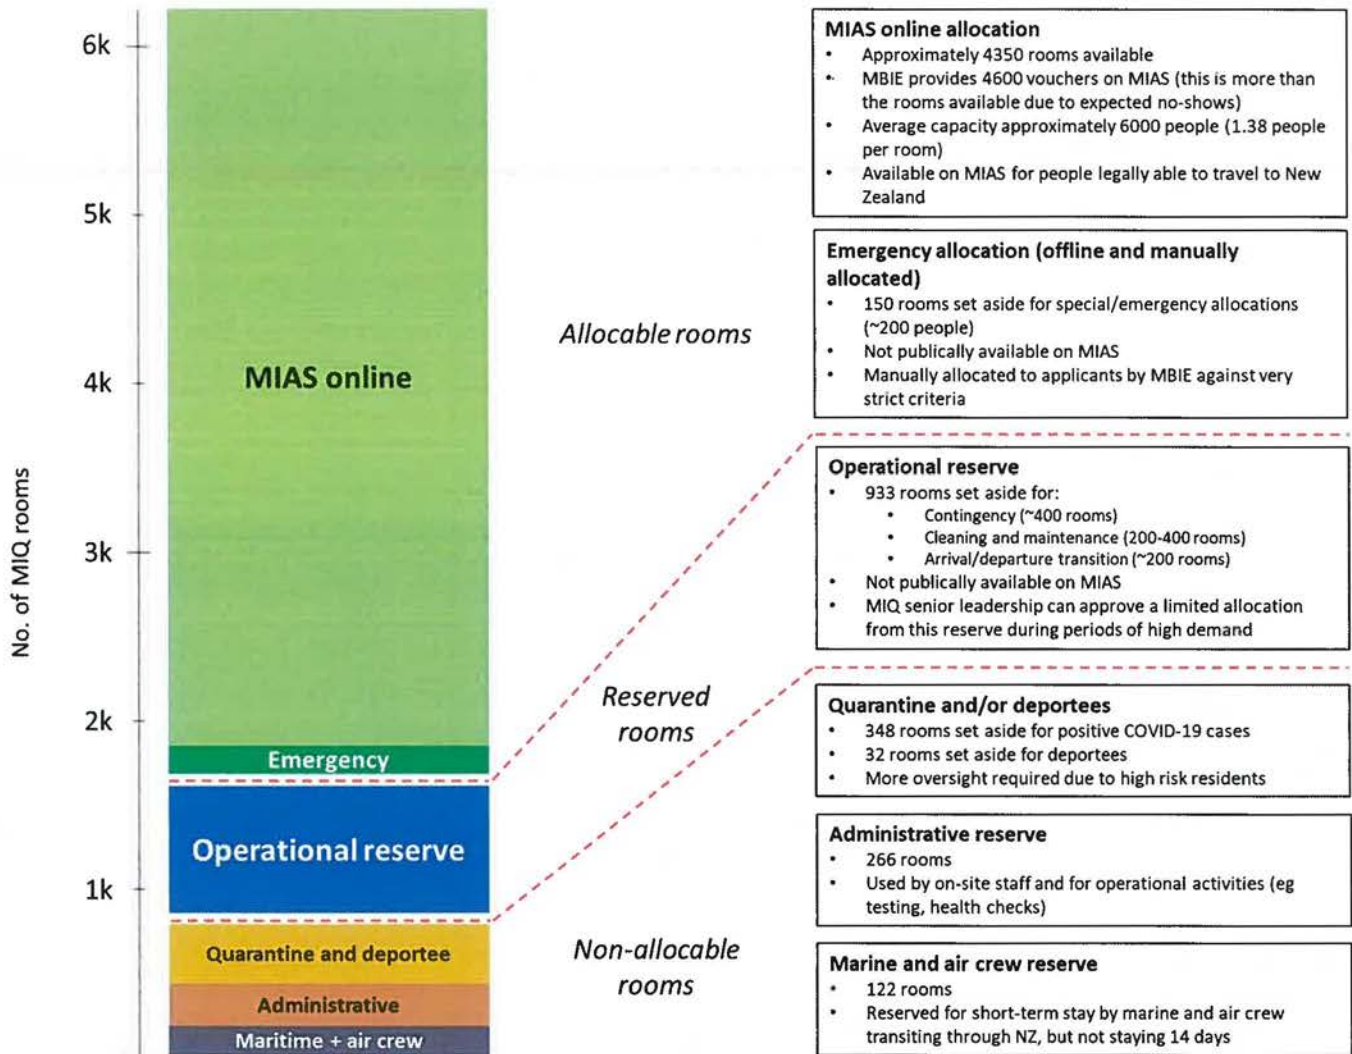 No. of MIQ rooms
6k
5k
4k
3k
2k
1k
MIAS online
Emergency
Operational reserve
Quarantine and deportee
Administrative
Maritime + air crew
Allocable rooms
Reserved
rooms
Non-allocable
rooms
MIAS online allocation
• Approximately 4350 rooms available
• MBIE provides 4600 vouchers on MIAS (this is more than
the rooms available due to expected no-shows)
• Average capacity approximately 6000 people (1.38 people
per room)
• Available on MIAS for people legally able to travel to New
Zealand
Emergency allocation (offline and manually
allocated)
• 150 rooms set aside for special/emergency allocations
(~200 people)
• Not publically available on MIAS
• Manually allocated to applicants by MBIE against very
strict criteria
Operational reserve
• 933 rooms set aside for:
• Contingency (~400 rooms)
• Cleaning and maintenance (200-400 rooms)
• Arrival/departure transition (~200 rooms)
• Not publically available on MIAS
• MIQ senior leadership can approve a limited allocation
from this reserve during periods of high demand
Quarantine and/or deportees
• 348 rooms set aside for positive COVID-19 cases
• 32 rooms set aside for deportees
• More oversight required due to high risk residents
Administrative reserve
• 266 rooms
• Used by on-site staff and for operational activities (eg
testing, health checks)
Marine and air crew reserve
• 122 rooms
• Reserved for short-term stay by marine and air crew
transiting through NZ, but not staying 14 days